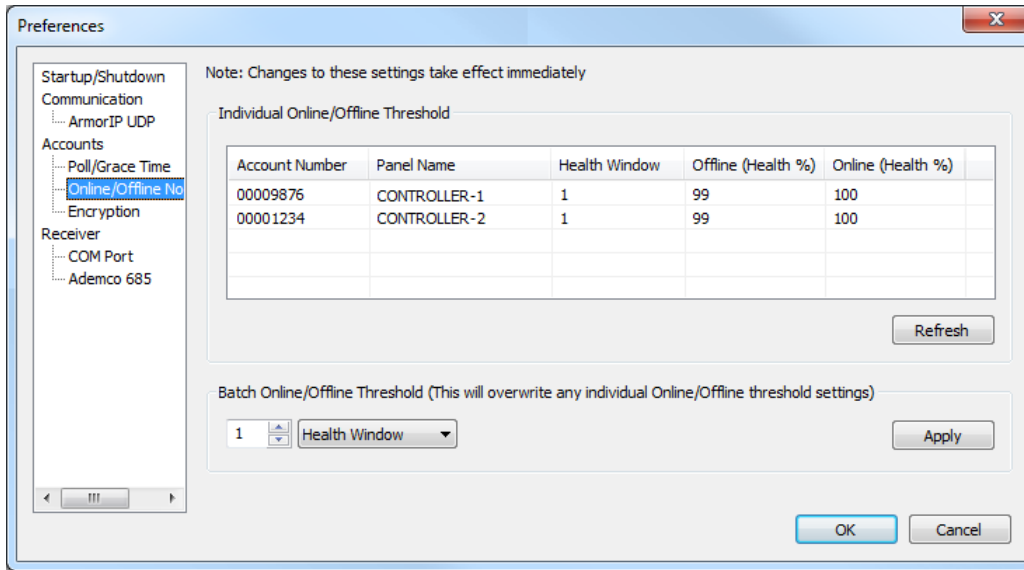 Preferences
Startup/Shutdown
Communication
ArmorIP UDP
Accounts
Poll/Grace Time
Online/Offline No
Encryption
Receiver
COM Port
Ademco 685
Note: Changes to these settings take effect immediately
Individual Online/Offline Threshold
Account Number Panel Name Health Window Offline (Health %) Online (Health %)
00009876 CONTROLLER-1 1 99 100
00001234 CONTROLLER-2 1 99 100
Refresh
Batch Online/Offline Threshold (This will overwrite any individual Online/Offline threshold settings)
1 Health Window Apply
OK Cancel